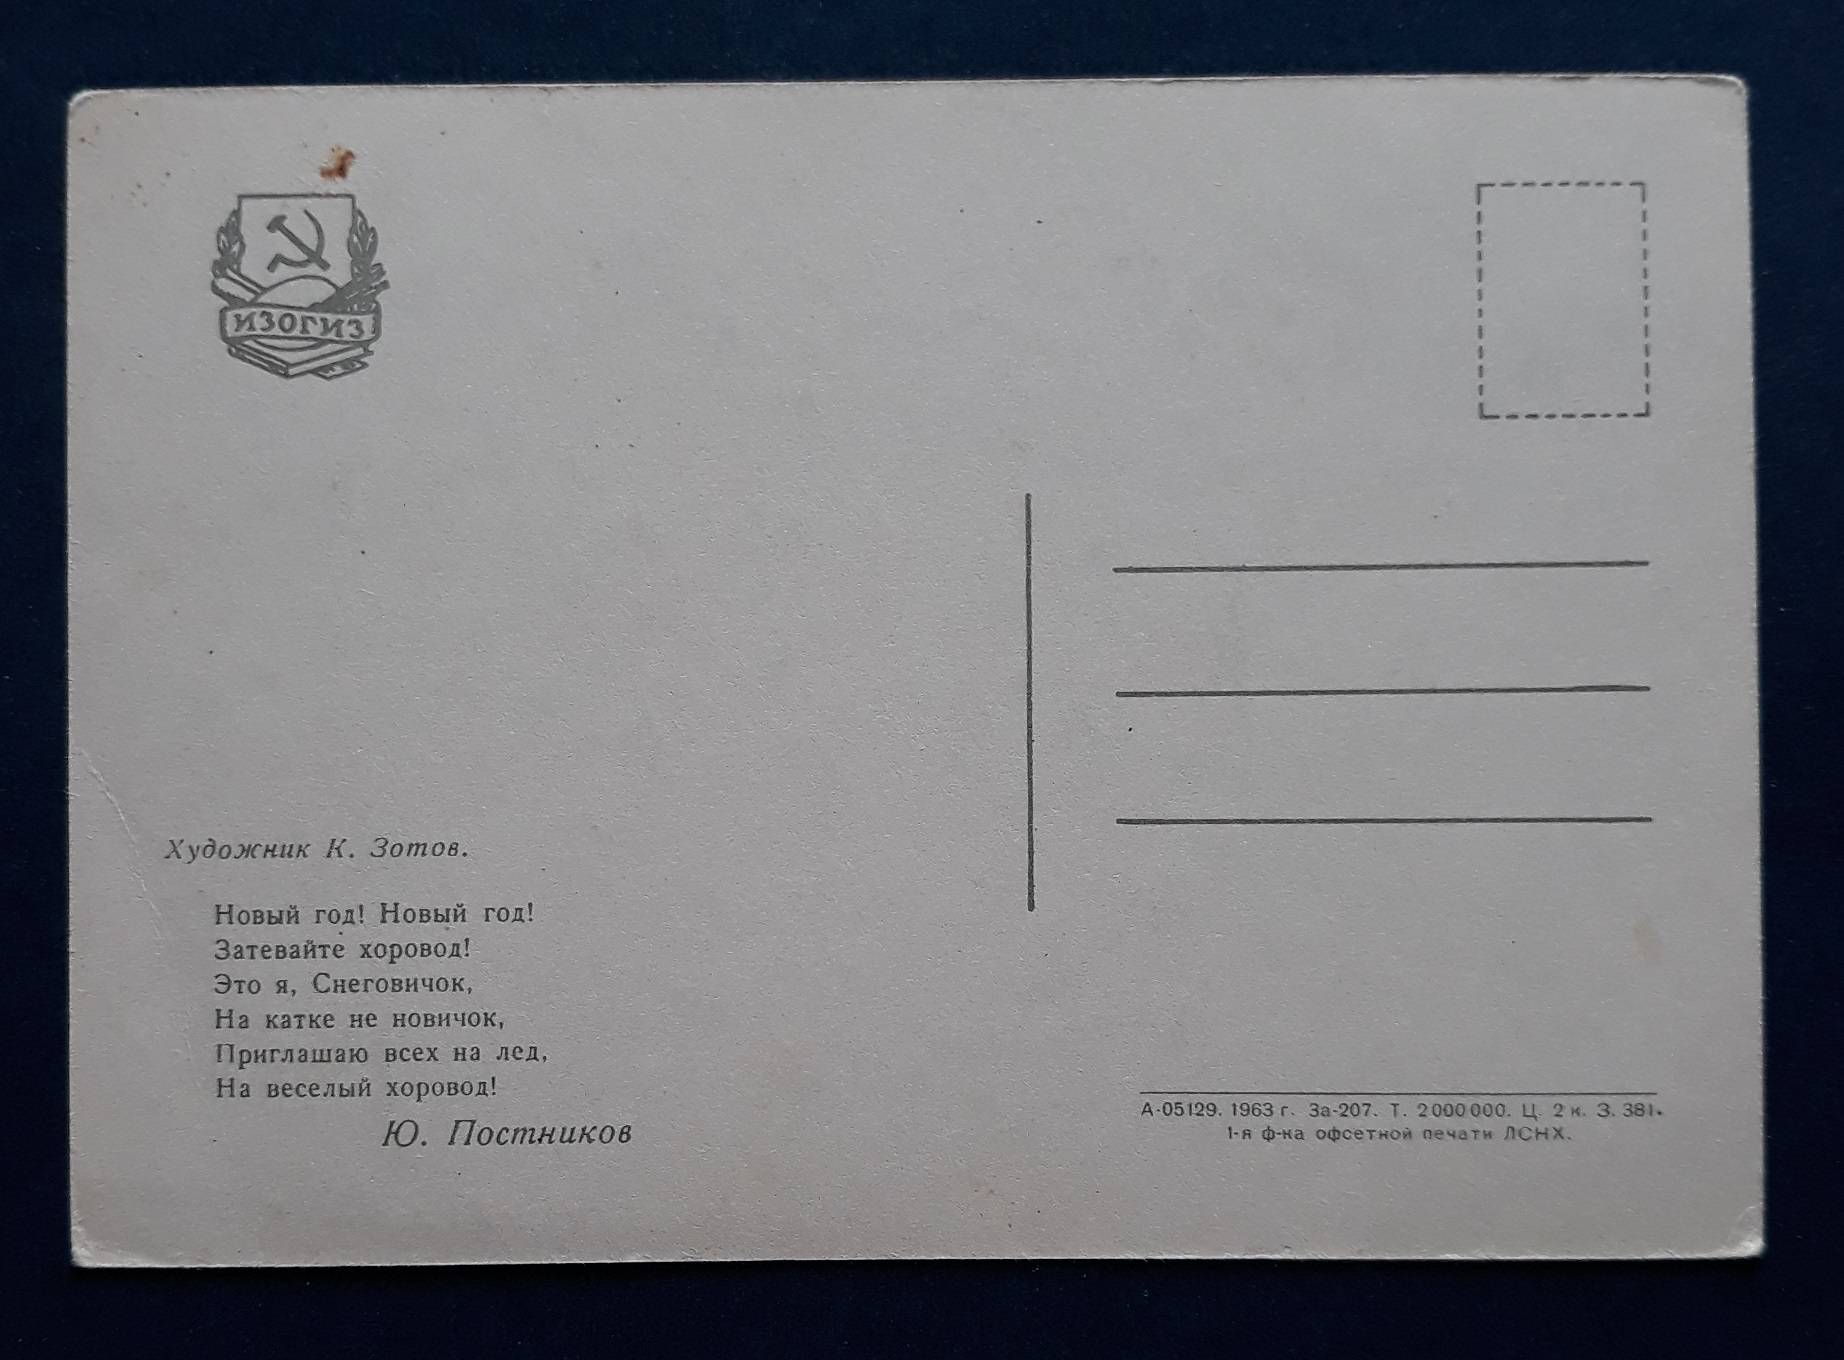 ИЗОГИЗ
Художник К. Зотов.
Новый год! Новый год!
Затевайте хоровод!
Это я, Снеговичок,
На катке не новичок,
Приглашаю всех на лед,
На веселый хоровод!
Ю. Постников
А-05129. 1963 г. За-207. Т. 2000000. Ц. 2 к. З. 381.
1-я ф-ка офсетной печати ЛСНХ.